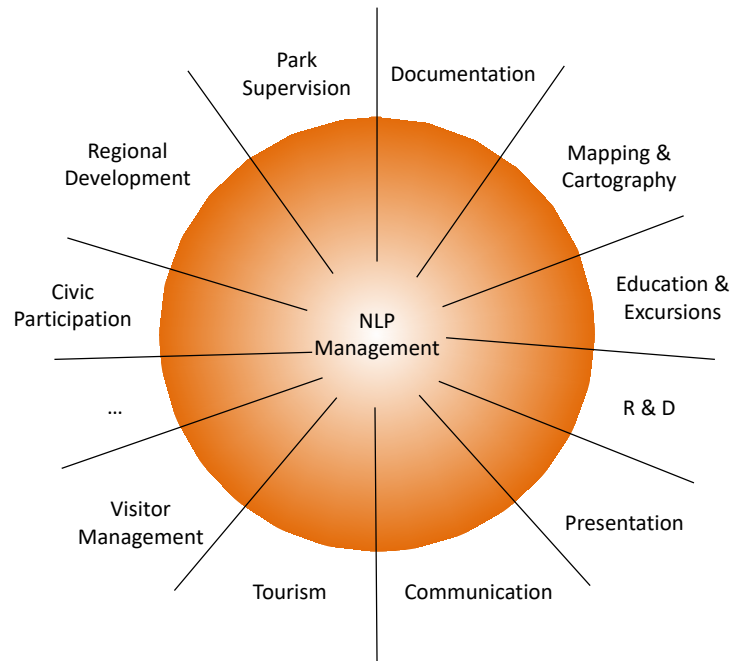 Park
Supervision
Documentation
Regional
Development
Mapping &
Cartography
Civic
Participation
NLP
Management
Education &
Excursions
...
R & D
Visitor
Management
Presentation
Tourism
Communication